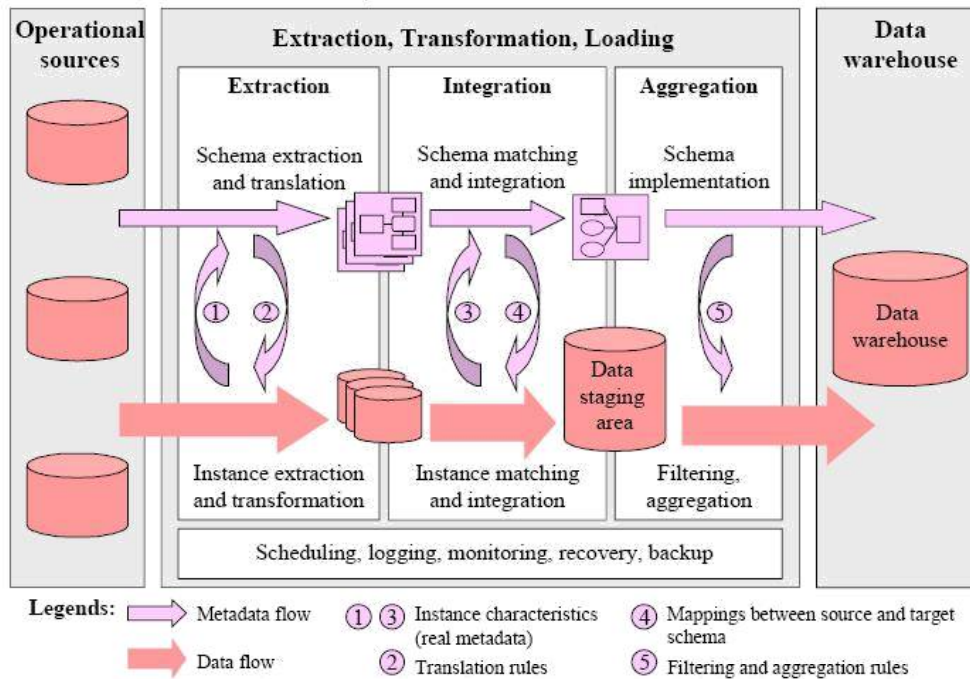 Operational
sources
Extraction, Transformation, Loading
Data
warehouse
Extraction
Integration
Aggregation
Schema extraction
and translation
Schema matching
and integration
Schema
implementation
1
2
3
4
5
Data
warehouse
Data
staging
area
Instance extraction
and transformation
Instance matching
and integration
Filtering,
aggregation
Scheduling, logging, monitoring, recovery, backup
Legends:
Metadata flow
Data flow
1 3 Instance characteristics
(real metadata)
2 Translation rules
4 Mappings between source and target
schema
5 Filtering and aggregation rules